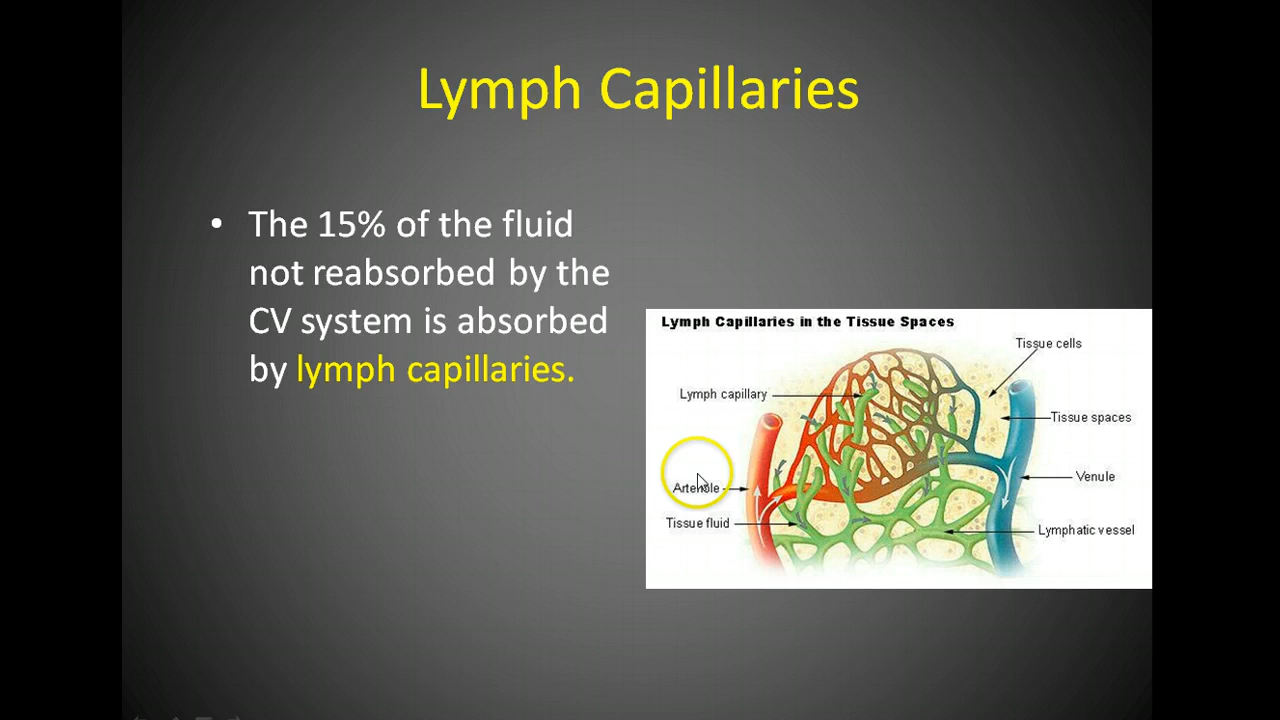 Lymph Capillaries
• The 15% of the fluid
not reabsorbed by the
CV system is absorbed
by lymph capillaries.
Lymph Capillaries in the Tissue Spaces
Tissue cells
Lymph capillary
Tissue spaces
Venule
Arteriole
Tissue fluid
Lymphatic vessel